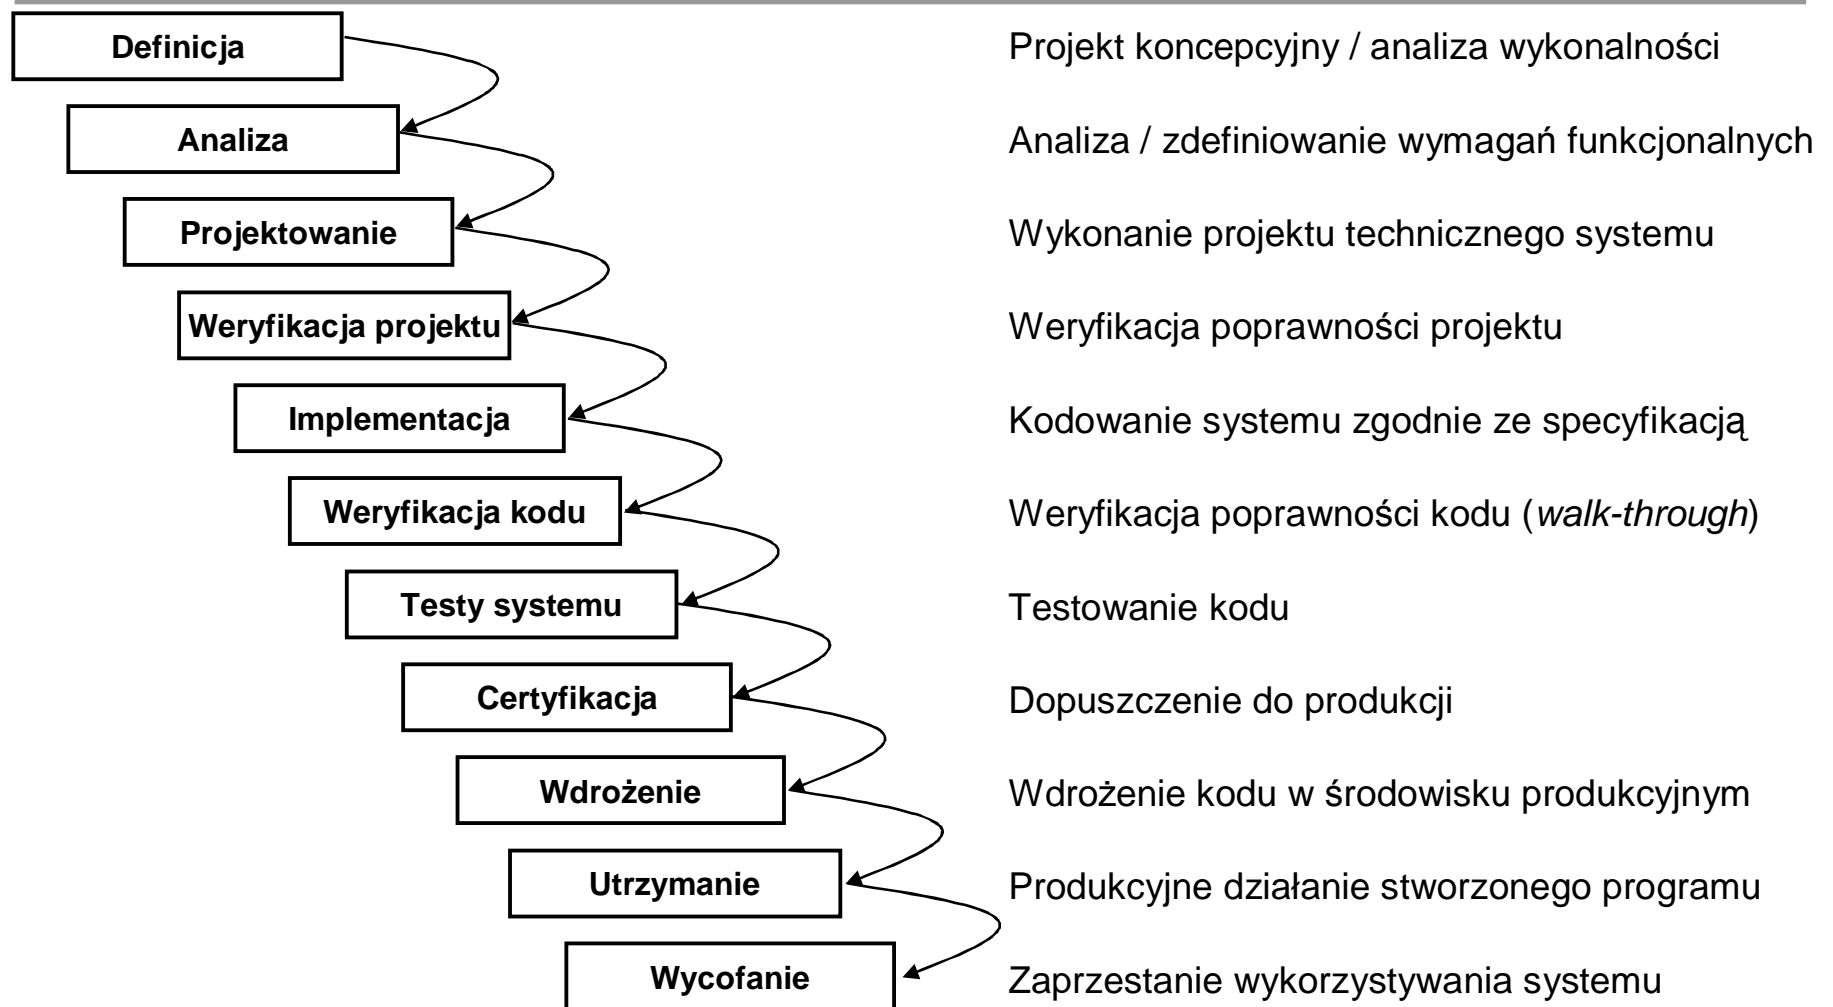 Definicja Projekt koncepcyjny / analiza wykonalności
Analiza Analiza / zdefiniowanie wymagań funkcjonalnych
Projektowanie Wykonanie projektu technicznego systemu
Weryfikacja projektu Weryfikacja poprawności projektu
Implementacja Kodowanie systemu zgodnie ze specyfikacją
Weryfikacja kodu Weryfikacja poprawności kodu (walk-through)
Testy systemu Testowanie kodu
Certyfikacja Dopuszczenie do produkcji
Wdrożenie Wdrożenie kodu w środowisku produkcyjnym
Utrzymanie Produkcyjne działanie stworzonego programu
Wycofanie Zaprzestanie wykorzystywania systemu